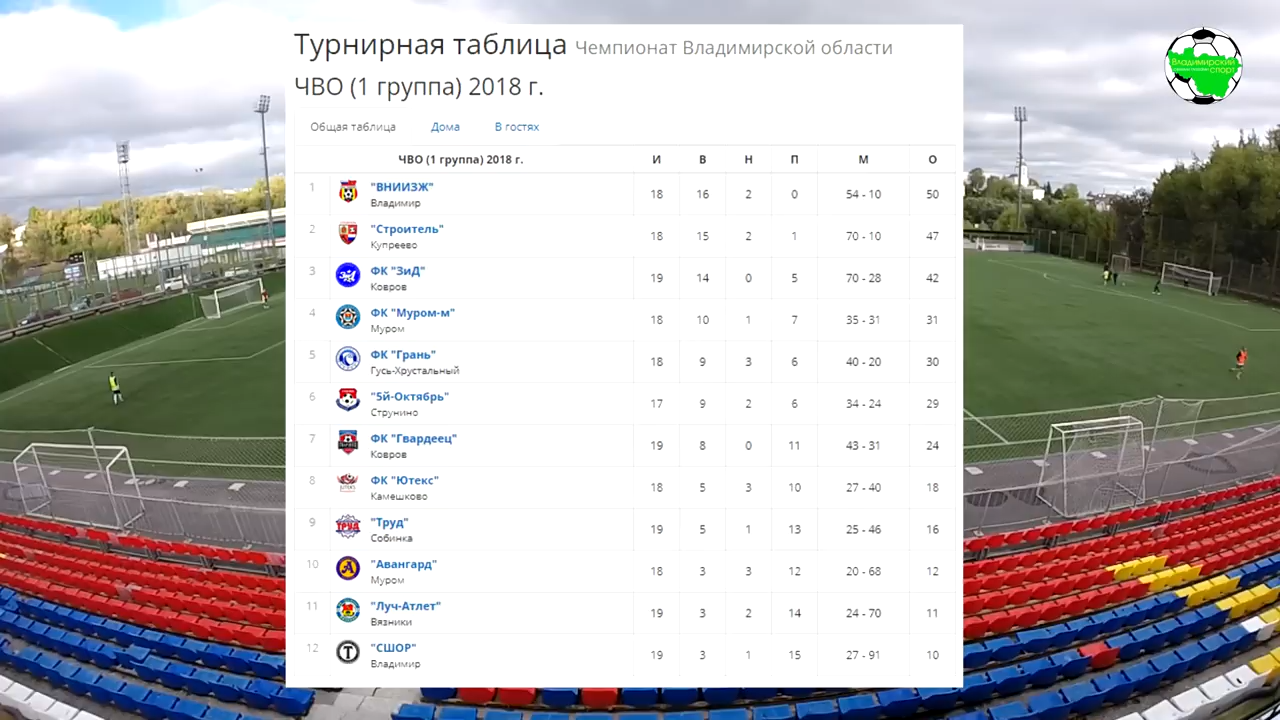 Турнирная таблица Чемпионат Владимирской области
ЧВО (1 группа) 2018 г.
Общая таблица Дома В гостях
ЧВО (1 группа) 2018 г. И В Н П М О
1 "ВНИИЗЖ" 18 16 2 0 54 - 10 50
Владимир
2 "Строитель" 18 15 2 1 70 - 10 47
Купреево
3 ФК "ЗиД" 19 14 0 5 70 - 28 42
Ковров
4 ФК "Муром-м" 18 10 1 7 35 - 31 31
Муром
5 ФК "Грань" 18 9 3 6 40 - 20 30
Гусь-Хрустальный
6 "5й-Октябрь" 17 9 2 6 34 - 24 29
Струнино
7 ФК "Гвардеец" 19 8 0 11 43 - 31 24
Ковров
8 ФК "Ютекс" 18 5 3 10 27 - 40 18
Камешково
9 "Труд" 19 5 1 13 25 - 46 16
ТРУД
Собинка
10 "Авангард" 18 3 3 12 20 - 68 12
Муром
11 "Луч-Атлет" 19 3 2 14 24 - 70 11
Вязники
12 "СШОР" 19 3 1 15 27 - 91 10
Владимир
Владимирский
спорт